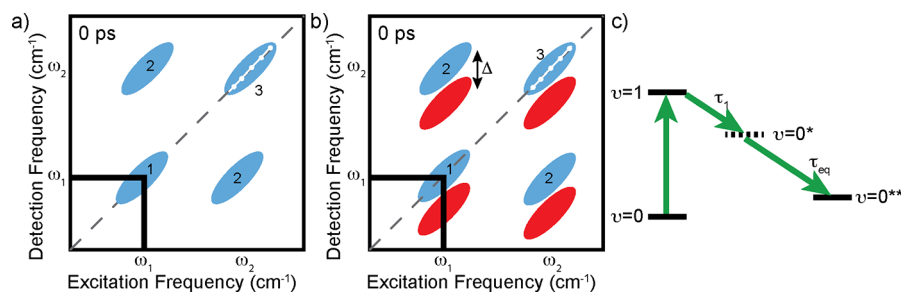 a)
0 ps
2
3
1
2
ω₂
ω₁
Detection Frequency (cm⁻¹)
ω₁
ω₂
Excitation Frequency (cm⁻¹)
b)
0 ps
2
Δ
3
1
2
ω₂
ω₁
Detection Frequency (cm⁻¹)
ω₁
ω₂
Excitation Frequency (cm⁻¹)
c)
υ=1
τ₁
υ=0*
τeq
υ=0
υ=0**